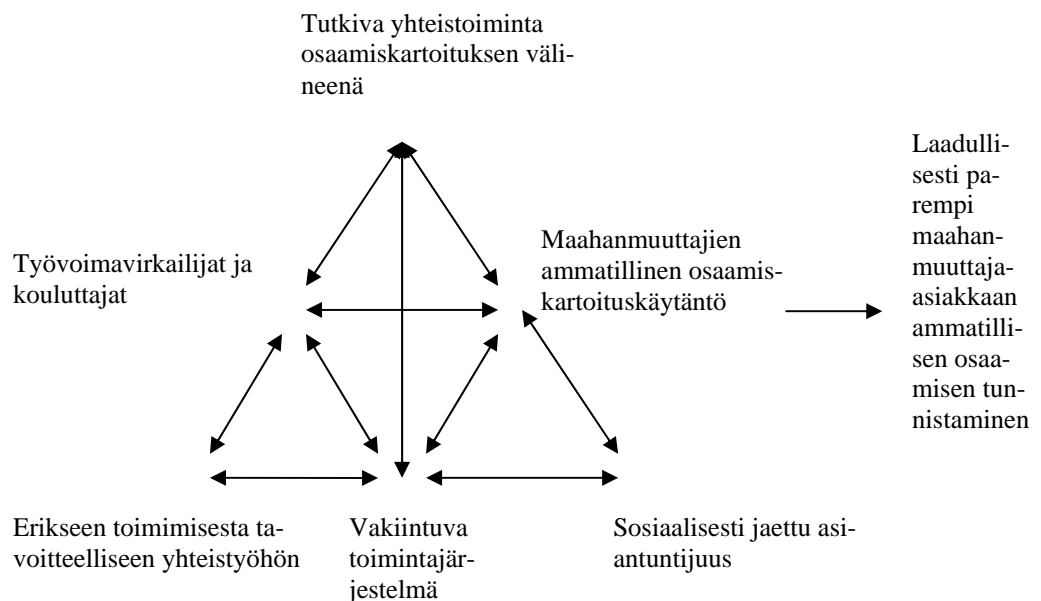 Tutkiva yhteistoiminta
osaamiskartoituksen väli-
neenä
Laadulli-
sesti pa-
rempi
maahan-
muuttaja-
asiakkaan
ammatilli-
sen osaa-
misen tun-
nistaminen
Työvoimavirkailijat ja
kouluttajat
Maahanmuuttajien
ammatillinen osaamis-
kartoituskäytäntö
Erikseen toimimisesta ta-
voitteelliseen yhteistyöhön
Vakiintuva
toimintajär-
jestelmä
Sosiaalisesti jaettu asi-
antuntijuus